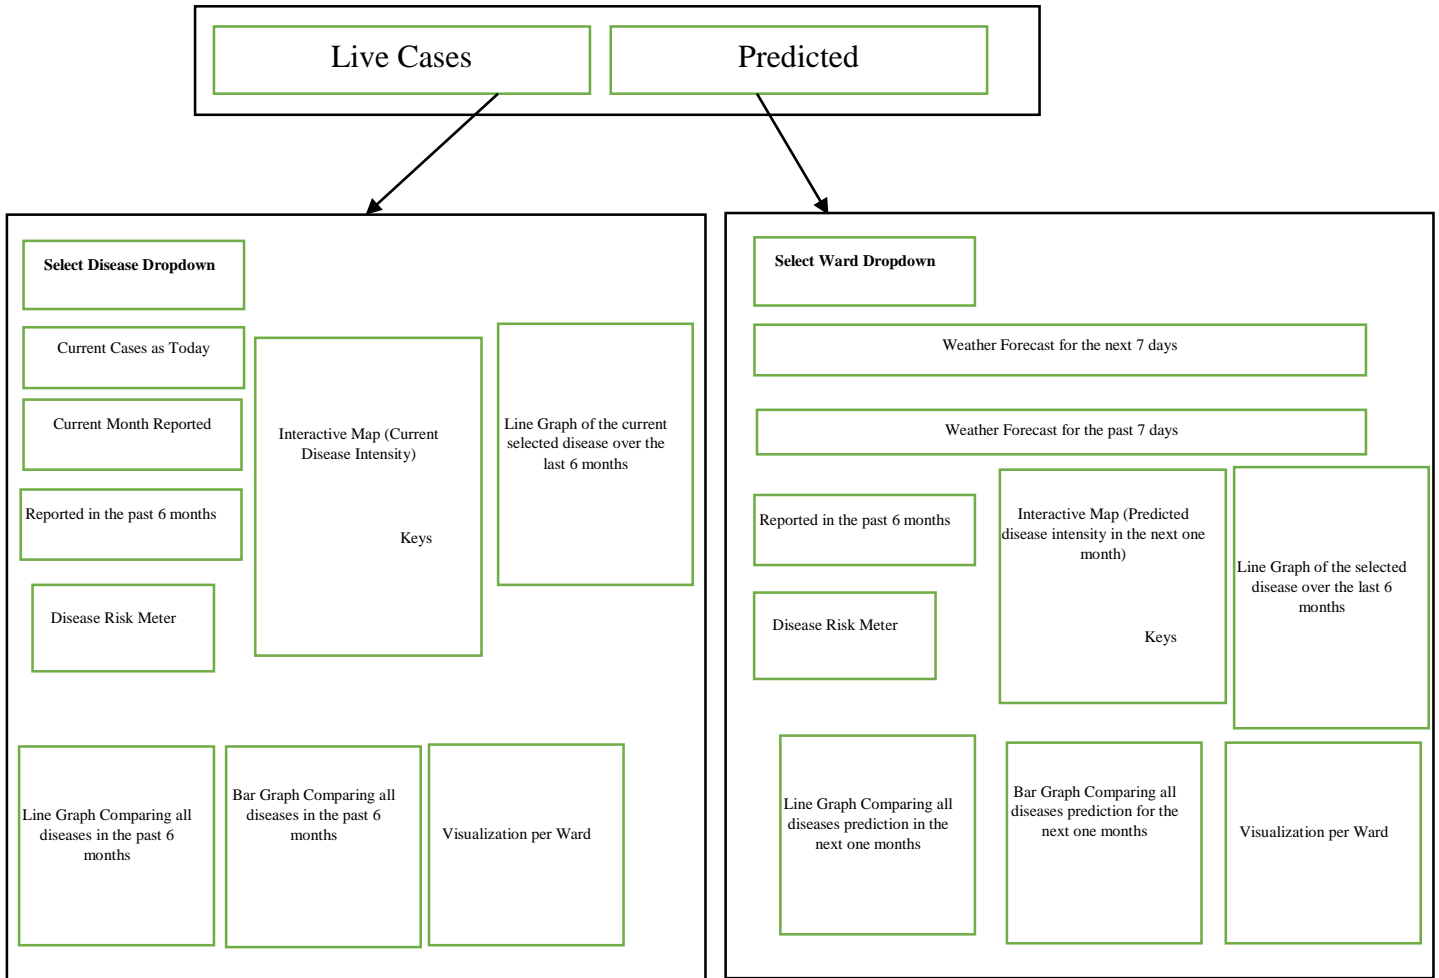 Live Cases
Predicted
Select Disease Dropdown
Current Cases as Today
Current Month Reported
Reported in the past 6 months
Disease Risk Meter
Interactive Map (Current
Disease Intensity)
Keys
Line Graph of the current
selected disease over the
last 6 months
Line Graph Comparing all
diseases in the past 6
months
Bar Graph Comparing all
diseases in the past 6
months
Visualization per Ward
Select Ward Dropdown
Weather Forecast for the next 7 days
Weather Forecast for the past 7 days
Reported in the past 6 months
Disease Risk Meter
Interactive Map (Predicted
disease intensity in the next one
month)
Keys
Line Graph of the selected
disease over the last 6
months
Line Graph Comparing all
diseases prediction in the
next one months
Bar Graph Comparing all
diseases prediction for the
next one months
Visualization per Ward